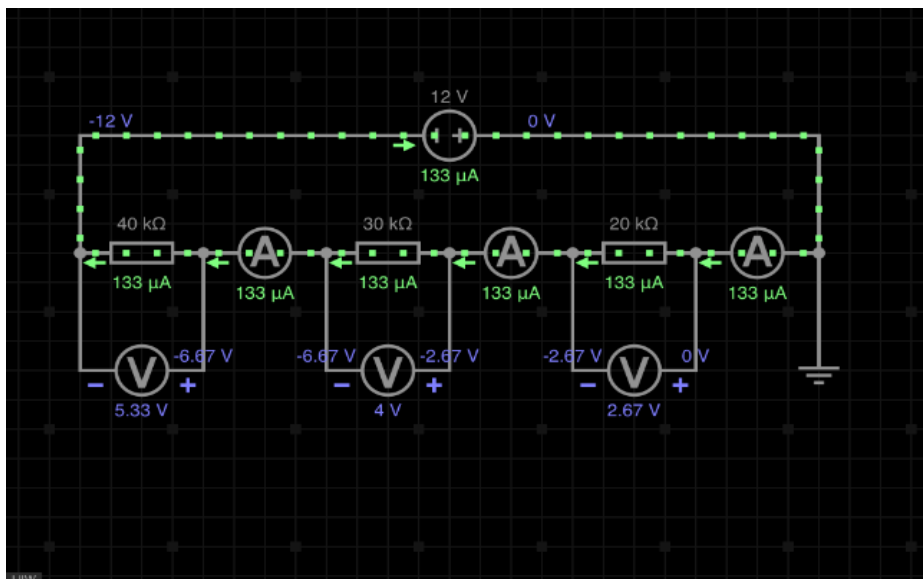 12 V
-12 V
0 V
133 µA
40 kΩ
30 kΩ
20 kΩ
A
A
A
133 µA
133 µA
133 µA
133 µA
133 µA
133 µA
-6.67 V
-6.67 V
-2.67 V
-2.67 V
0 V
V
V
V
− +
− +
− +
5.33 V
4 V
2.67 V